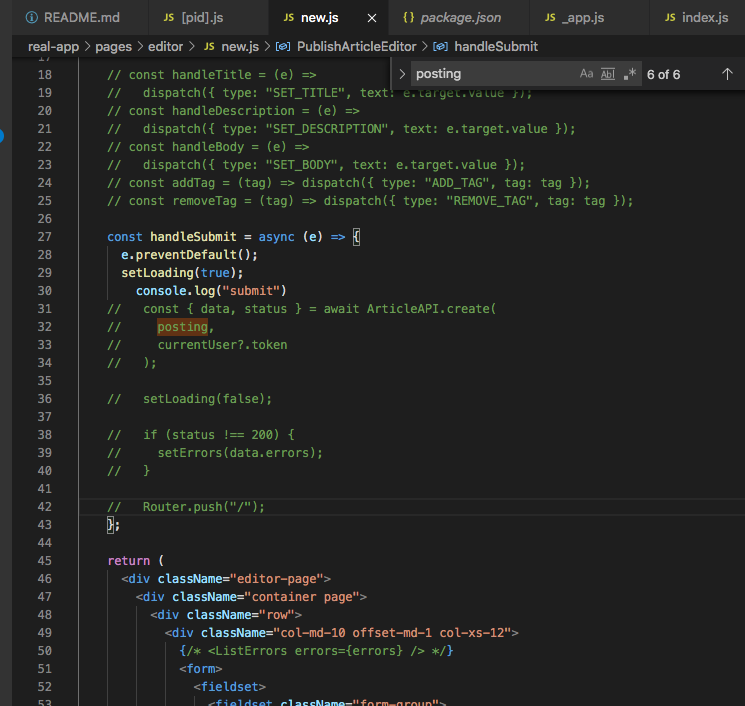 README.md JS [pid].js JS new.js × {} package.json JS _app.js JS index.js
real-app > pages > editor > JS new.js > PublishArticleEditor > handleSubmit
posting Aa Abl .* 6 of 6 ↑
18 // const handleTitle = (e) =>
19 // dispatch({ type: "SET_TITLE", text: e.target.value });
20 // const handleDescription = (e) =>
21 // dispatch({ type: "SET_DESCRIPTION", text: e.target.value });
22 // const handleBody = (e) =>
23 // dispatch({ type: "SET_BODY", text: e.target.value });
24 // const addTag = (tag) => dispatch({ type: "ADD_TAG", tag: tag });
25 // const removeTag = (tag) => dispatch({ type: "REMOVE_TAG", tag: tag });
26
27 const handleSubmit = async (e) => {
28 e.preventDefault();
29 setLoading(true);
30 console.log("submit")
31 // const { data, status } = await ArticleAPI.create(
32 // posting,
33 // currentUser?.token
34 // );
35
36 // setLoading(false);
37
38 // if (status !== 200) {
39 // setErrors(data.errors);
40 // }
41
42 // Router.push("/");
43 };
44
45 return (
46 <div className="editor-page">
47 <div className="container page">
48 <div className="row">
49 <div className="col-md-10 offset-md-1 col-xs-12">
50 {/* <ListErrors errors={errors} /> */}
51 <form>
52 <fieldset>
53 <fieldset className="form-group">